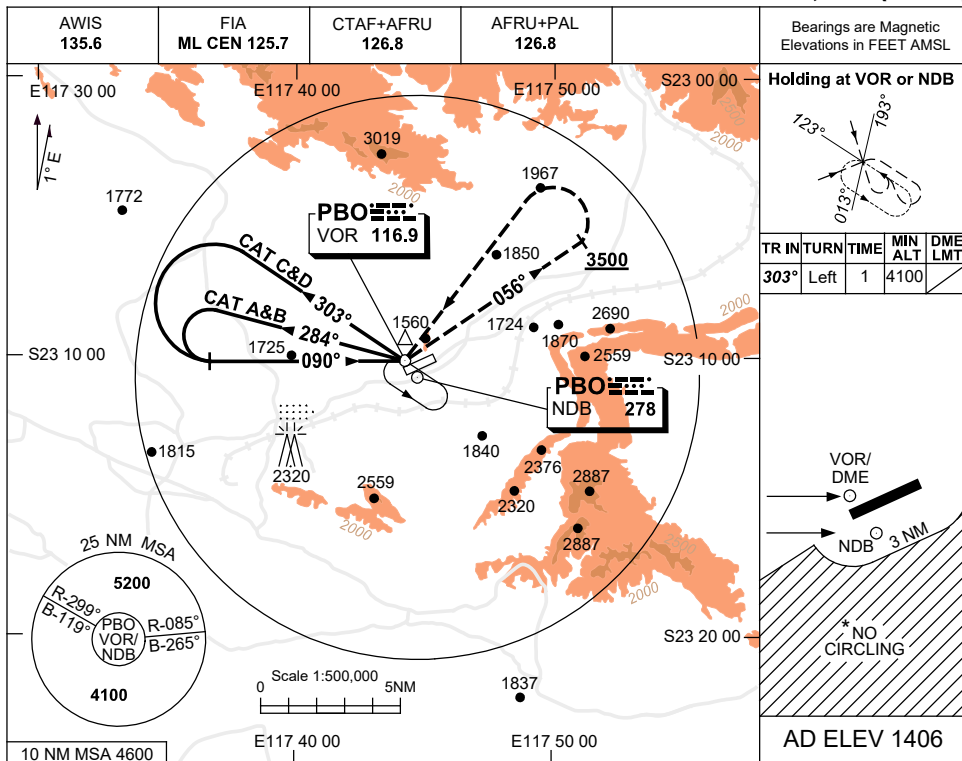 AWIS
135.6
FIA
ML CEN 125.7
CTAF+AFRU
126.8
AFRU+PAL
126.8
Bearings are Magnetic
Elevations in FEET AMSL
E117 30 00
E117 40 00
E117 50 00
S23 00 00
1° E
3019
2000
1772
1967
PBO
VOR 116.9
1850
3500
056°
CAT C&D
303°
CAT A&B
284°
1725
090°
1560
1724
1870
2690
2000
2559
S23 10 00
S23 10 00
PBO
NDB 278
1815
2320
2559
2000
1840
2376
2320
2887
2887
2000
2000
2000
25 NM MSA
5200
R-299°
B-119°
PBO
VOR/
NDB
R-085°
B-265°
4100
Scale 1:500,000
0
5NM
1837
S23 20 00
10 NM MSA 4600
E117 40 00
E117 50 00
Holding at VOR or NDB
123°
193°
013°
TR IN
TURN
TIME
MIN ALT
DME LMT
303°
Left
1
4100
VOR/
DME
NDB
3 NM
* NO
CIRCLING
AD ELEV 1406